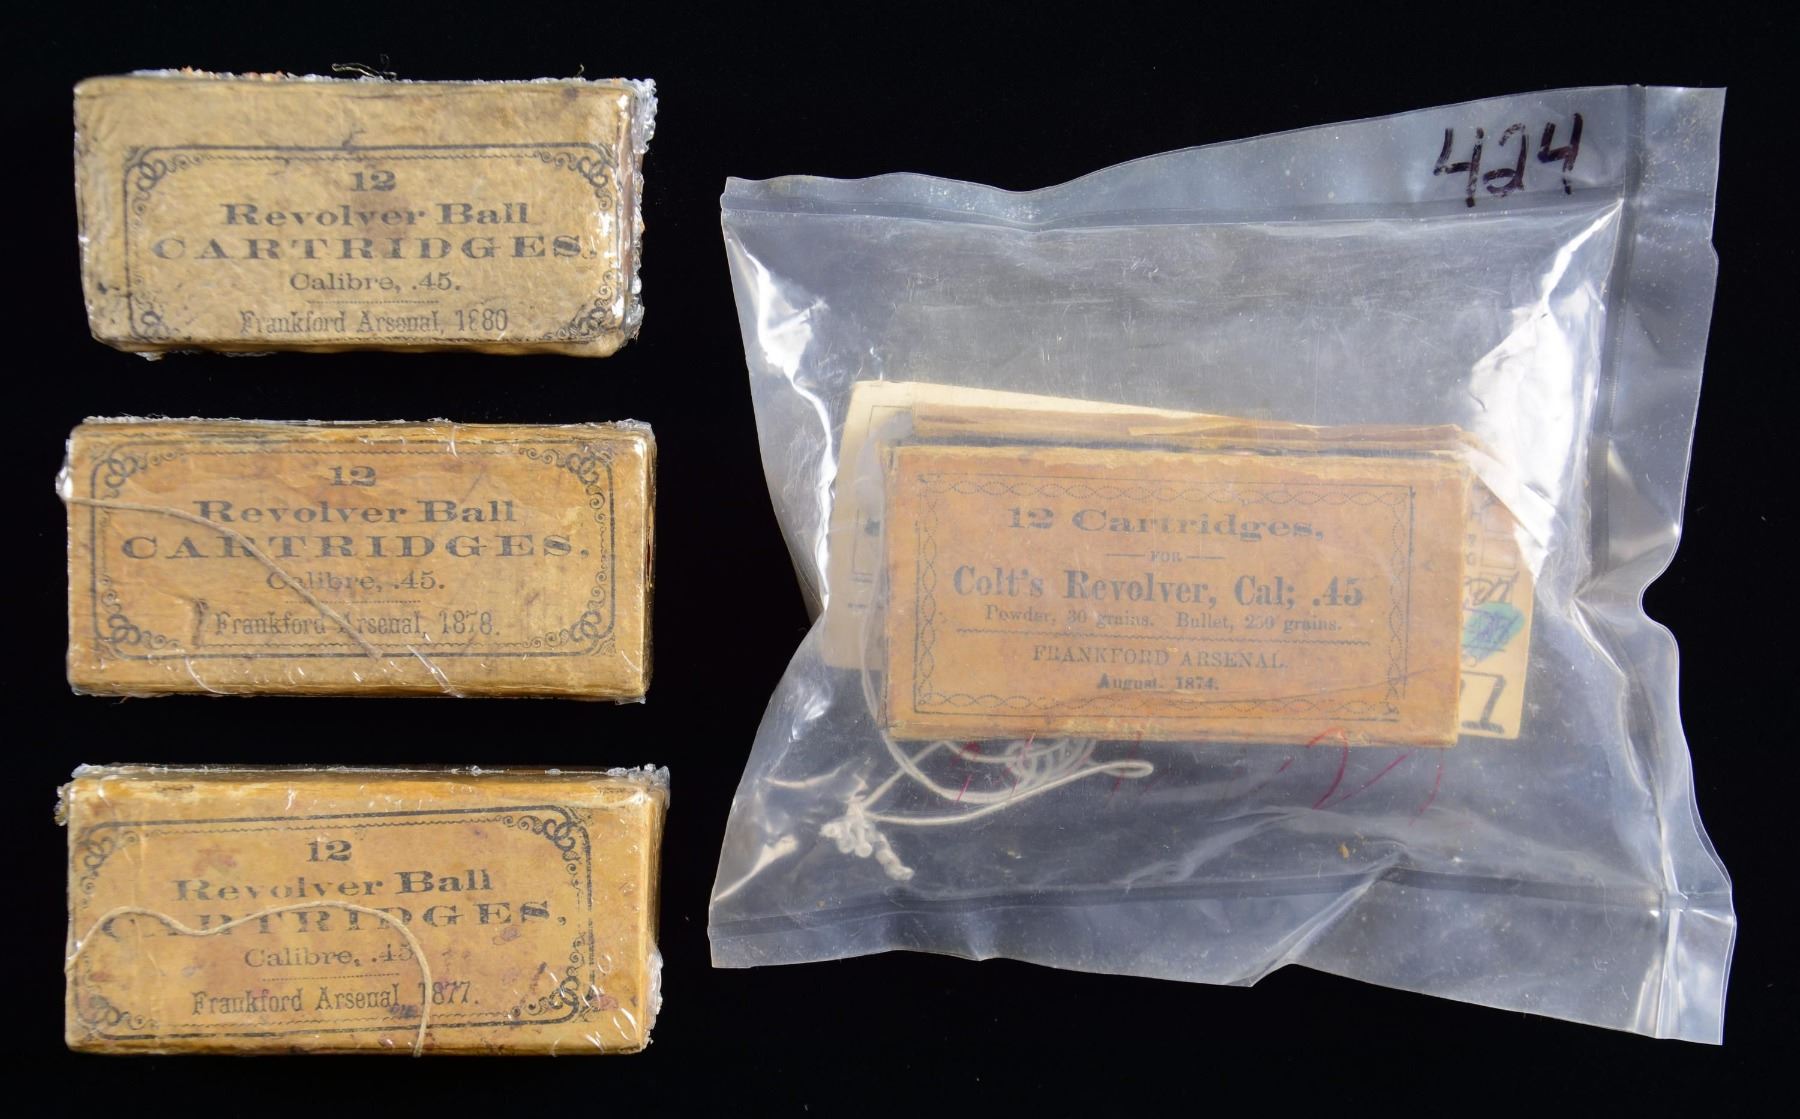 12
Revolver Ball
CARTRIDGES.
Calibre, .45.
Frankford Arsenal, 1880
12
Revolver Ball
CARTRIDGES.
Calibre, .45.
Frankford Arsenal, 1878.
12
Revolver Ball
CARTRIDGES.
Calibre, .45
Frankford Arsenal, 1877.
424
12 Cartridges,
FOR
Colt's Revolver, Cal; .45
Powder, 30 grains. Bullet, 250 grains.
FRANKFORD ARSENAL.
August, 1874.